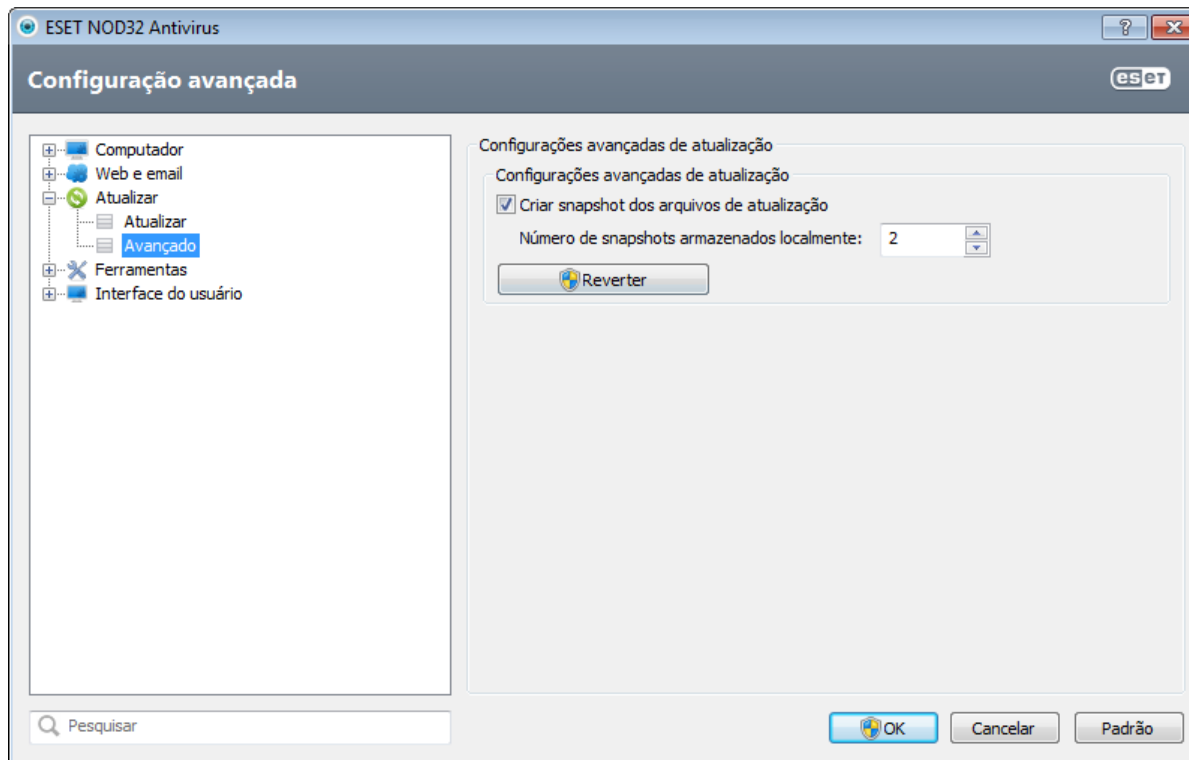 ESET NOD32 Antivirus
?
Configuração avançada
eseT
Computador
Web e email
Atualizar
Atualizar
Avançado
Ferramentas
Interface do usuário
Configurações avançadas de atualização
Configurações avançadas de atualização
Criar snapshot dos arquivos de atualização
Número de snapshots armazenados localmente: 2
Reverter
Pesquisar
OK Cancelar Padrão